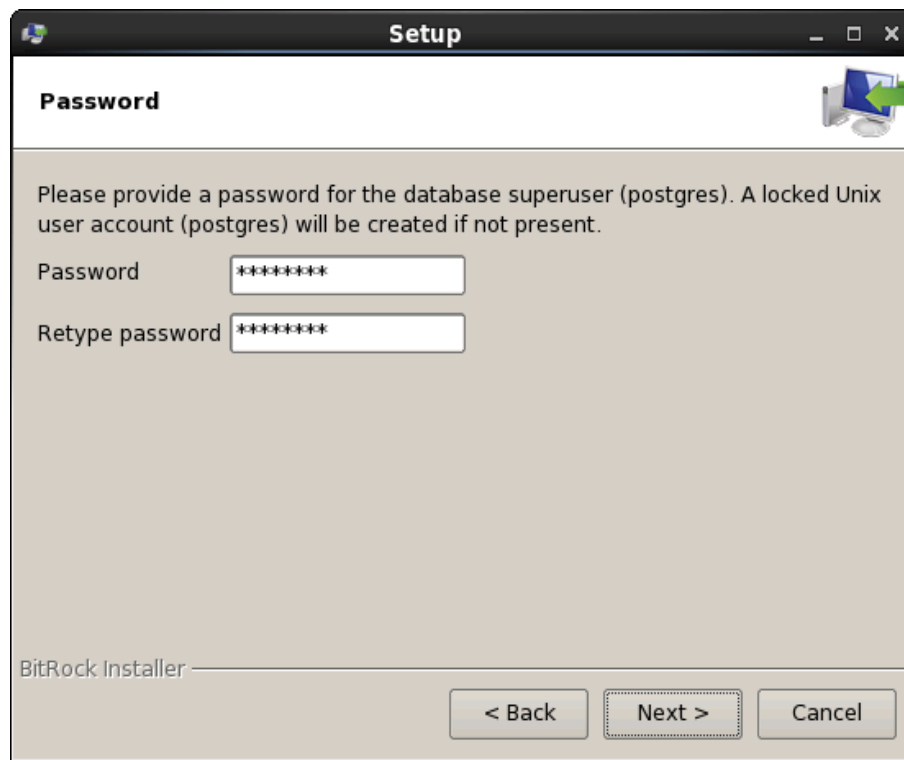 Setup
Password
Please provide a password for the database superuser (postgres). A locked Unix
user account (postgres) will be created if not present.
Password ********
Retype password ********
BitRock Installer
< Back Next > Cancel